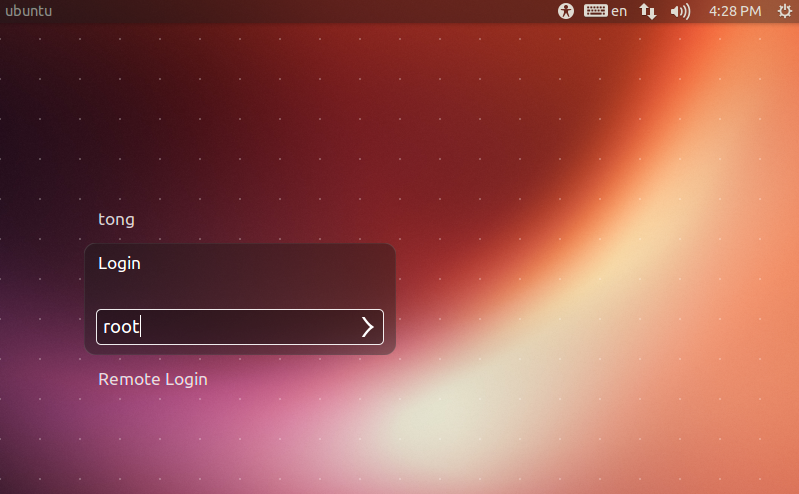 ubuntu en 4:28 PM
tong
Login
root
Remote Login